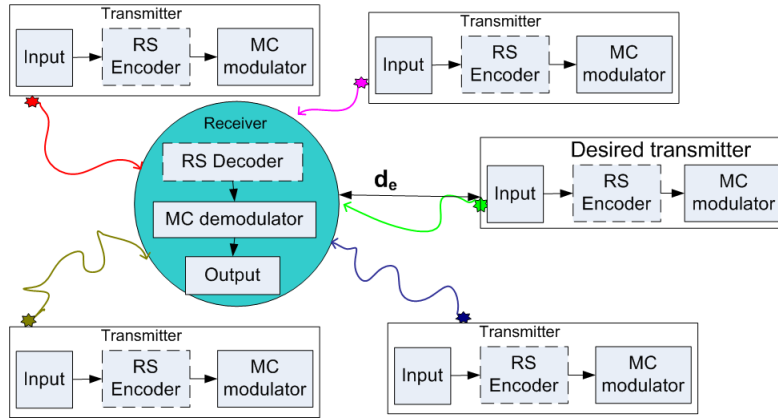 Transmitter
Input
RS
Encoder
MC
modulator
Transmitter
Input
RS
Encoder
MC
modulator
Receiver
RS Decoder
MC demodulator
Output
de
Desired transmitter
Input
RS
Encoder
MC
modulator
Transmitter
Input
RS
Encoder
MC
modulator
Transmitter
Input
RS
Encoder
MC
modulator